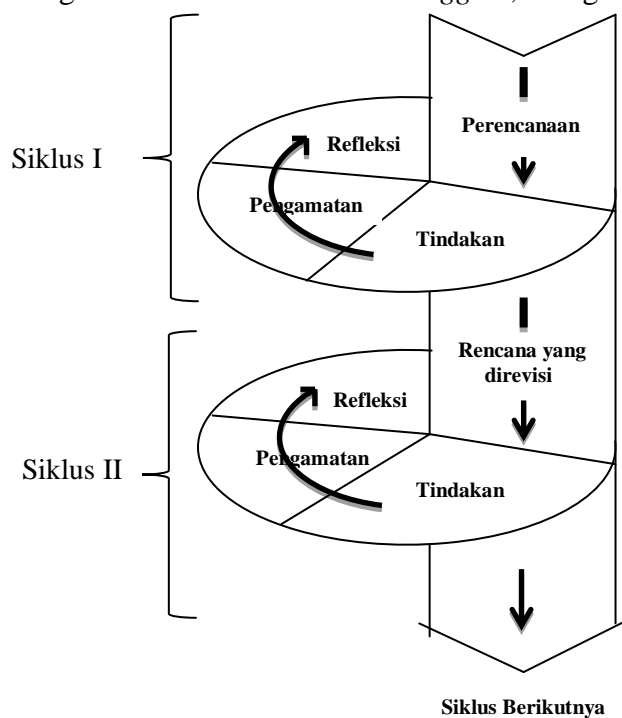 Perencanaan
Refleksi
Siklus I
Pengamatan
Tindakan
Rencana yang
direvisi
Refleksi
Pengamatan
Siklus II
Tindakan
Siklus Berikutnya